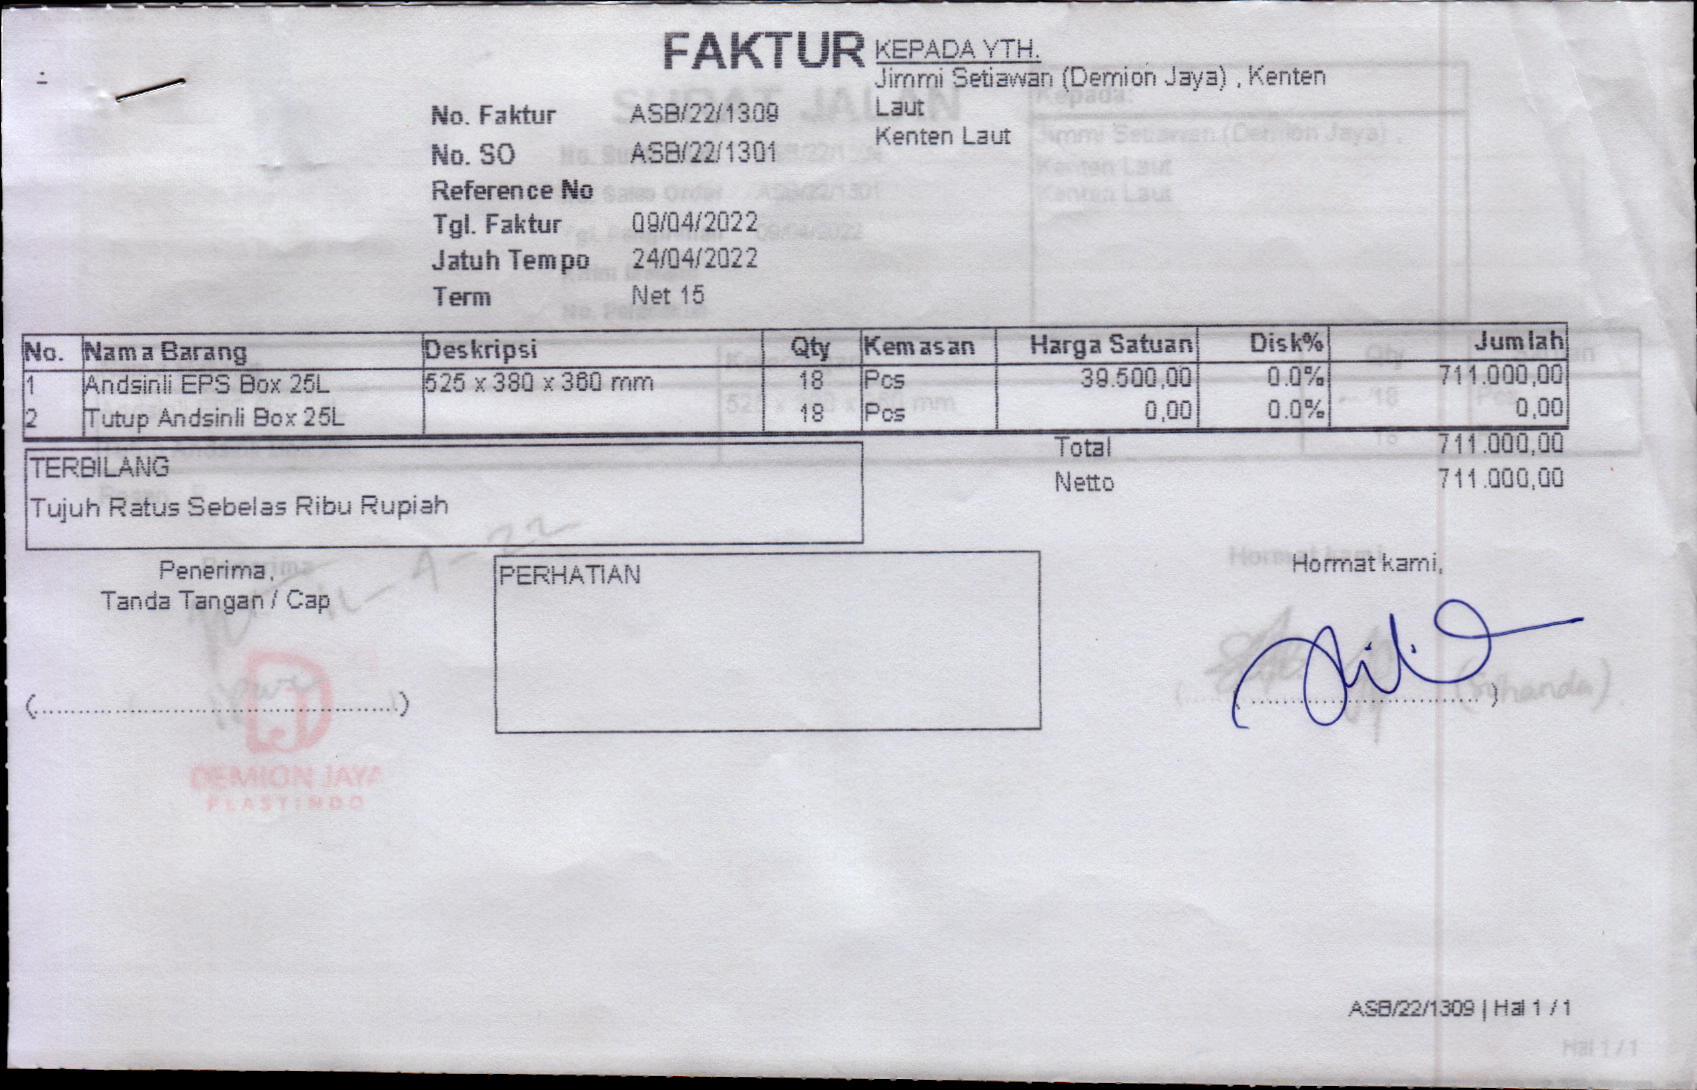 FAKTUR
KEPADA YTH.
Jimmi Setiawan (Demion Jaya) , Kenten
Laut
Kenten Laut
No. Faktur ASB/22/1309
No. SO ASB/22/1301
Reference No
Tgl. Faktur 09/04/2022
Jatuh Tempo 24/04/2022
Term Net 15
No. Nama Barang Deskripsi Qty Kemasan Harga Satuan Disk% Jumlah
1 Andsinli EPS Box 25L 525 x 380 x 360 mm 18 Pcs 39.500,00 0.0% 711.000,00
2 Tutup Andsinli Box 25L 18 Pcs 0,00 0.0% 0,00
Total 711.000,00
Netto 711.000,00
TERBILANG
Tujuh Ratus Sebelas Ribu Rupiah
Penerima,
Tanda Tangan / Cap
(....................................................)
PERHATIAN
Hormat kami,
(...................................)
DEMION JAYA
PLASTINDO
ASB/22/1309 | Hal 1 / 1
Hal 1 / 1